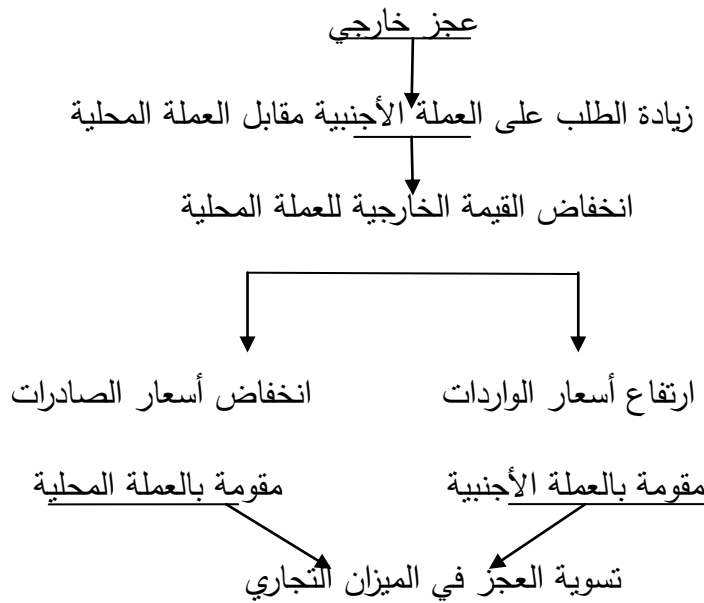 عجز خارجي
زيادة الطلب على العملة الأجنبية مقابل العملة المحلية
انخفاض القيمة الخارجية للعملة المحلية
ارتفاع أسعار الواردات
انخفاض أسعار الصادرات
مقومة بالعملة الأجنبية
مقومة بالعملة المحلية
تسوية العجز في الميزان التجاري